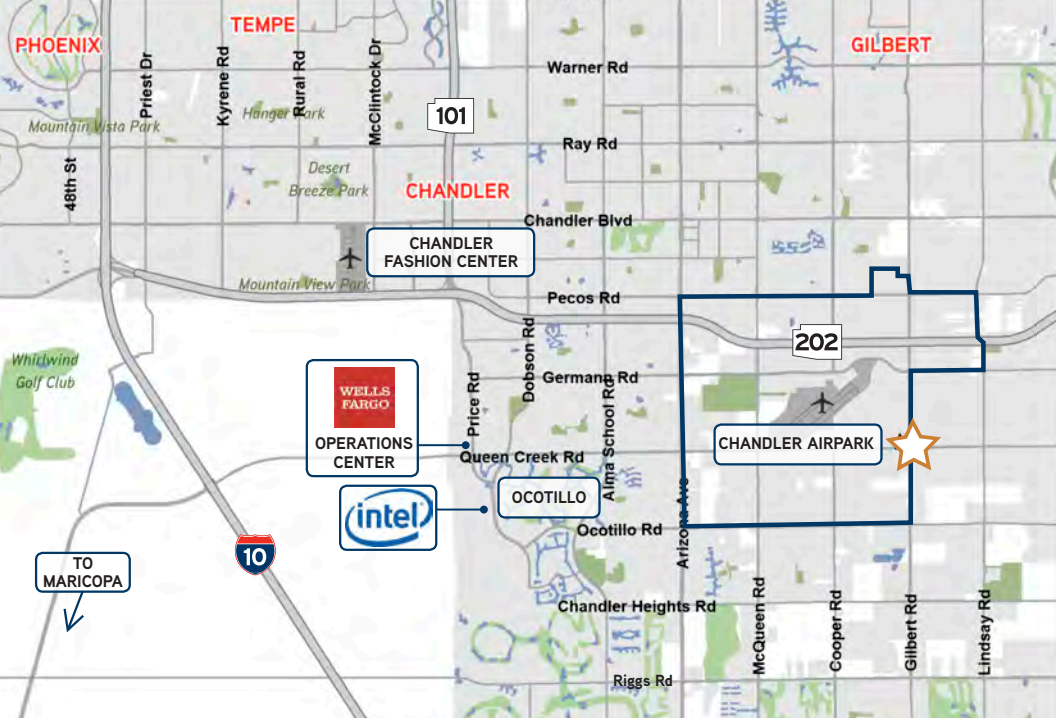 TEMPE
PHOENIX
GILBERT
Warner Rd
Priest Dr
Kyrene Rd
Rural Rd
McClintock Dr
Hanger Park
101
Mountain Vista Park
Ray Rd
48th St
Desert
Breeze Park
CHANDLER
Chandler Blvd
CHANDLER
FASHION CENTER
Mountain View Park
Pecos Rd
202
Whirlwind
Golf Club
Dobson Rd
Germann Rd
WELLS
FARGO
OPERATIONS
CENTER
Price Rd
Alma School Rd
CHANDLER AIRPARK
Queen Creek Rd
OCOTILLO
intel
Ocotillo Rd
Arizona Ave
10
TO
MARICOPA
Chandler Heights Rd
McQueen Rd
Cooper Rd
Gilbert Rd
Lindsay Rd
Riggs Rd